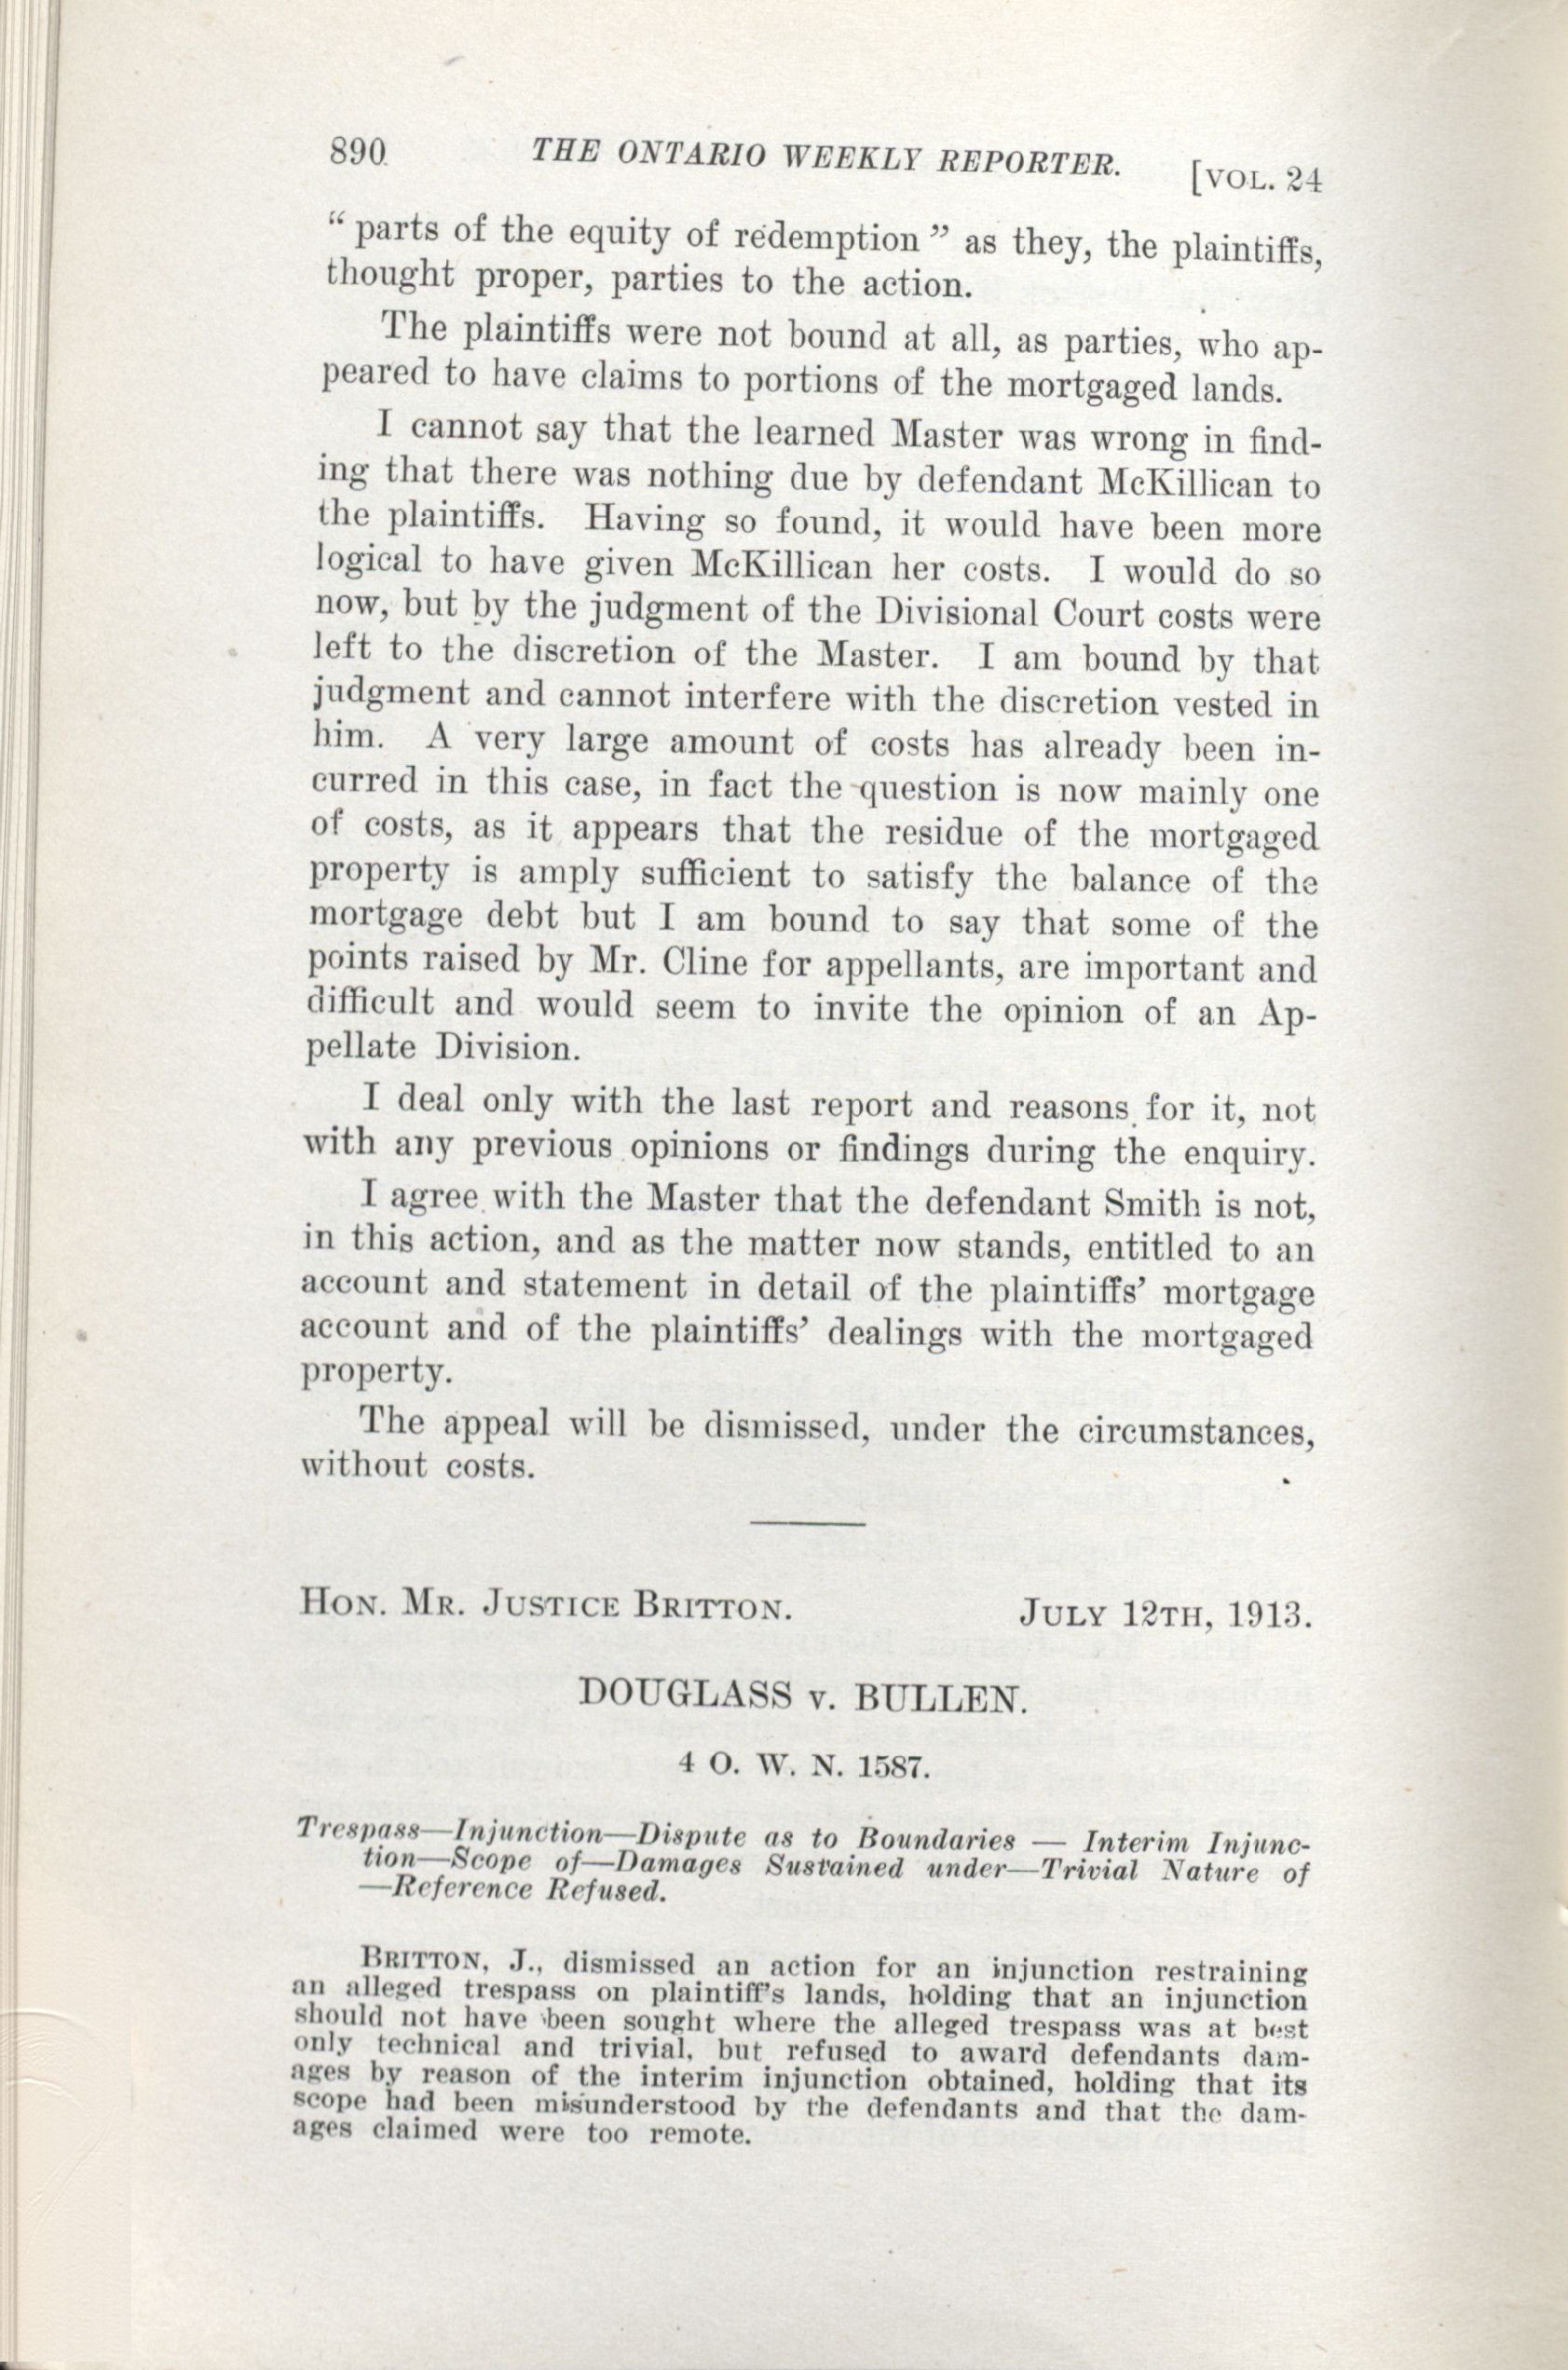 890 THE ONTARIO WEEKLY REPORTER. [VOL. 24
“ parts of the equity of redemption ” as they, the plaintiffs,
thought proper, parties to the action.
The plaintiffs were not bound at all, as parties, who ap-
peared to have claims to portions of the mortgaged lands.
I cannot say that the learned Master was wrong in find-
ing that there was nothing due by defendant McKillican to
the plaintiffs. Having so found, it would have been more
logical to have given McKillican her costs. I would do so
now, but by the judgment of the Divisional Court costs were
left to the discretion of the Master. I am bound by that
judgment and cannot interfere with the discretion vested in
him. A very large amount of costs has already been in-
curred in this case, in fact the question is now mainly one
of costs, as it appears that the residue of the mortgaged
property is amply sufficient to satisfy the balance of the
mortgage debt but I am bound to say that some of the
points raised by Mr. Cline for appellants, are important and
difficult and would seem to invite the opinion of an Ap-
pellate Division.
I deal only with the last report and reasons for it, not
with any previous opinions or findings during the enquiry.
I agree with the Master that the defendant Smith is not,
in this action, and as the matter now stands, entitled to an
account and statement in detail of the plaintiffs’ mortgage
account and of the plaintiffs’ dealings with the mortgaged
property.
The appeal will be dismissed, under the circumstances,
without costs.
HON. MR. JUSTICE BRITTON. JULY 12TH, 1913.
DOUGLASS v. BULLEN.
4 O. W. N. 1587.
Trespass—Injunction—Dispute as to Boundaries — Interim Injunc-
tion—Scope of—Damages Sustained under—Trivial Nature of
—Reference Refused.
BRITTON, J., dismissed an action for an injunction restraining
an alleged trespass on plaintiff’s lands, holding that an injunction
should not have been sought where the alleged trespass was at best
only technical and trivial, but refused to award defendants dam-
ages by reason of the interim injunction obtained, holding that its
scope had been misunderstood by the defendants and that the dam-
ages claimed were too remote.